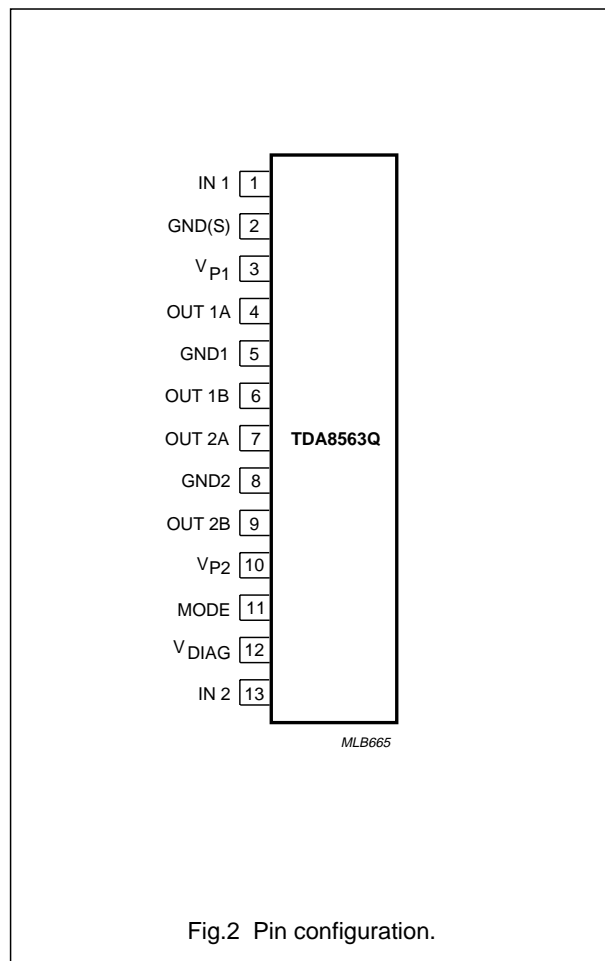 IN 1 1
GND(S) 2
VP1 3
OUT 1A 4
GND1 5
OUT 1B 6
OUT 2A 7 TDA8563Q
GND2 8
OUT 2B 9
VP2 10
MODE 11
VDIAG 12
IN 2 13
MLB665
Fig.2 Pin configuration.